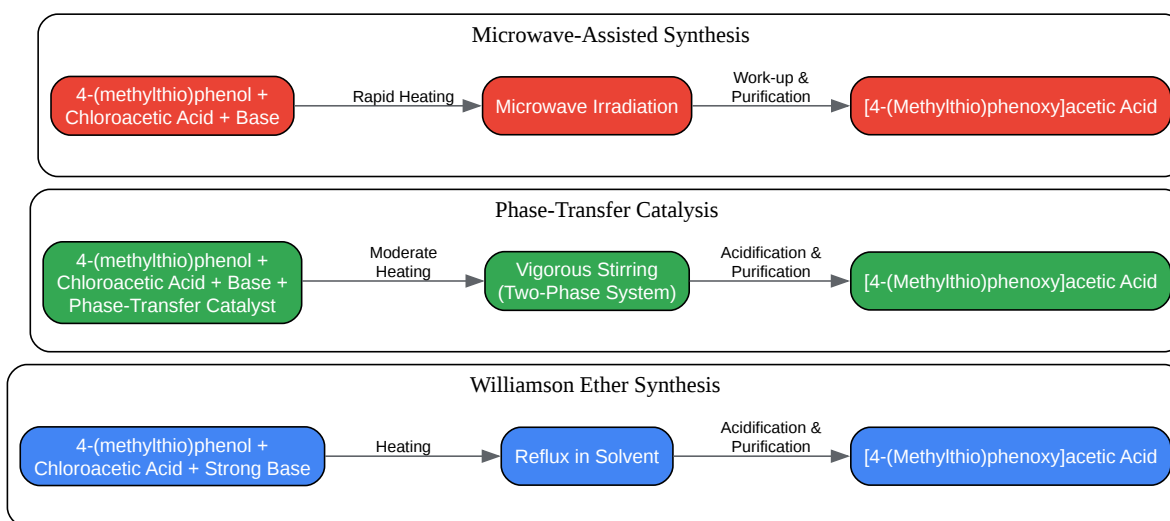 Microwave-Assisted Synthesis
4-(methylthio)phenol +
Chloroacetic Acid + Base
Rapid Heating
Microwave Irradiation
Work-up &
Purification
[4-(Methylthio)phenoxy]acetic Acid
Phase-Transfer Catalysis
4-(methylthio)phenol +
Chloroacetic Acid + Base +
Phase-Transfer Catalyst
Moderate
Heating
Vigorous Stirring
(Two-Phase System)
Acidification &
Purification
[4-(Methylthio)phenoxy]acetic Acid
Williamson Ether Synthesis
4-(methylthio)phenol +
Chloroacetic Acid + Strong Base
Heating
Reflux in Solvent
Acidification &
Purification
[4-(Methylthio)phenoxy]acetic Acid